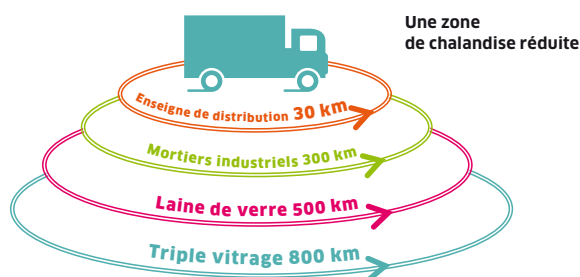 Une zone
de chalandise réduite
Enseigne de distribution 30 km
Mortiers industriels 300 km
Laine de verre 500 km
Triple vitrage 800 km